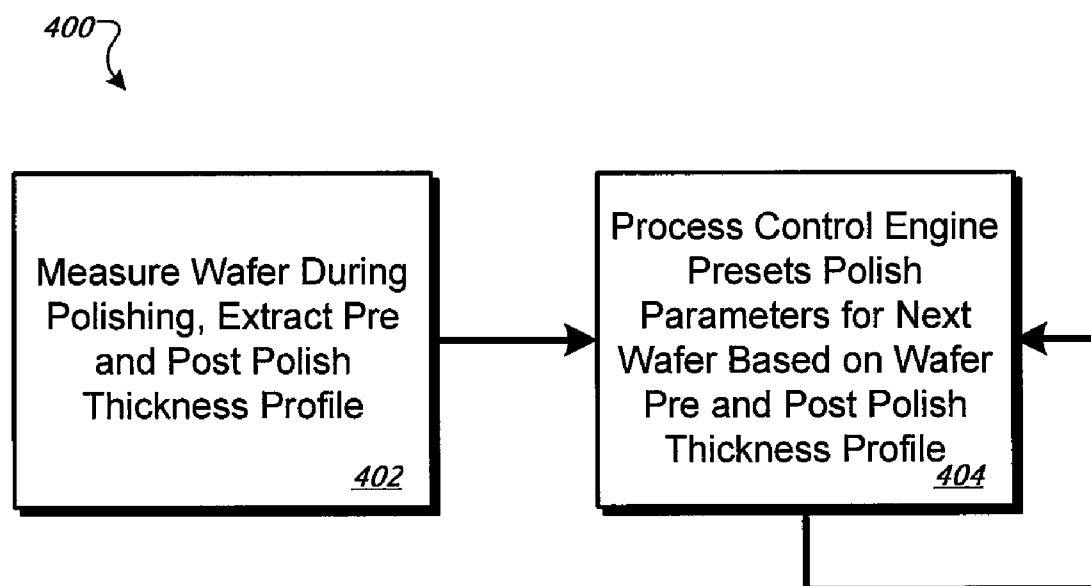 400
Measure Wafer During
Polishing, Extract Pre
and Post Polish
Thickness Profile
402
Process Control Engine
Presets Polish
Parameters for Next
Wafer Based on Wafer
Pre and Post Polish
Thickness Profile
404